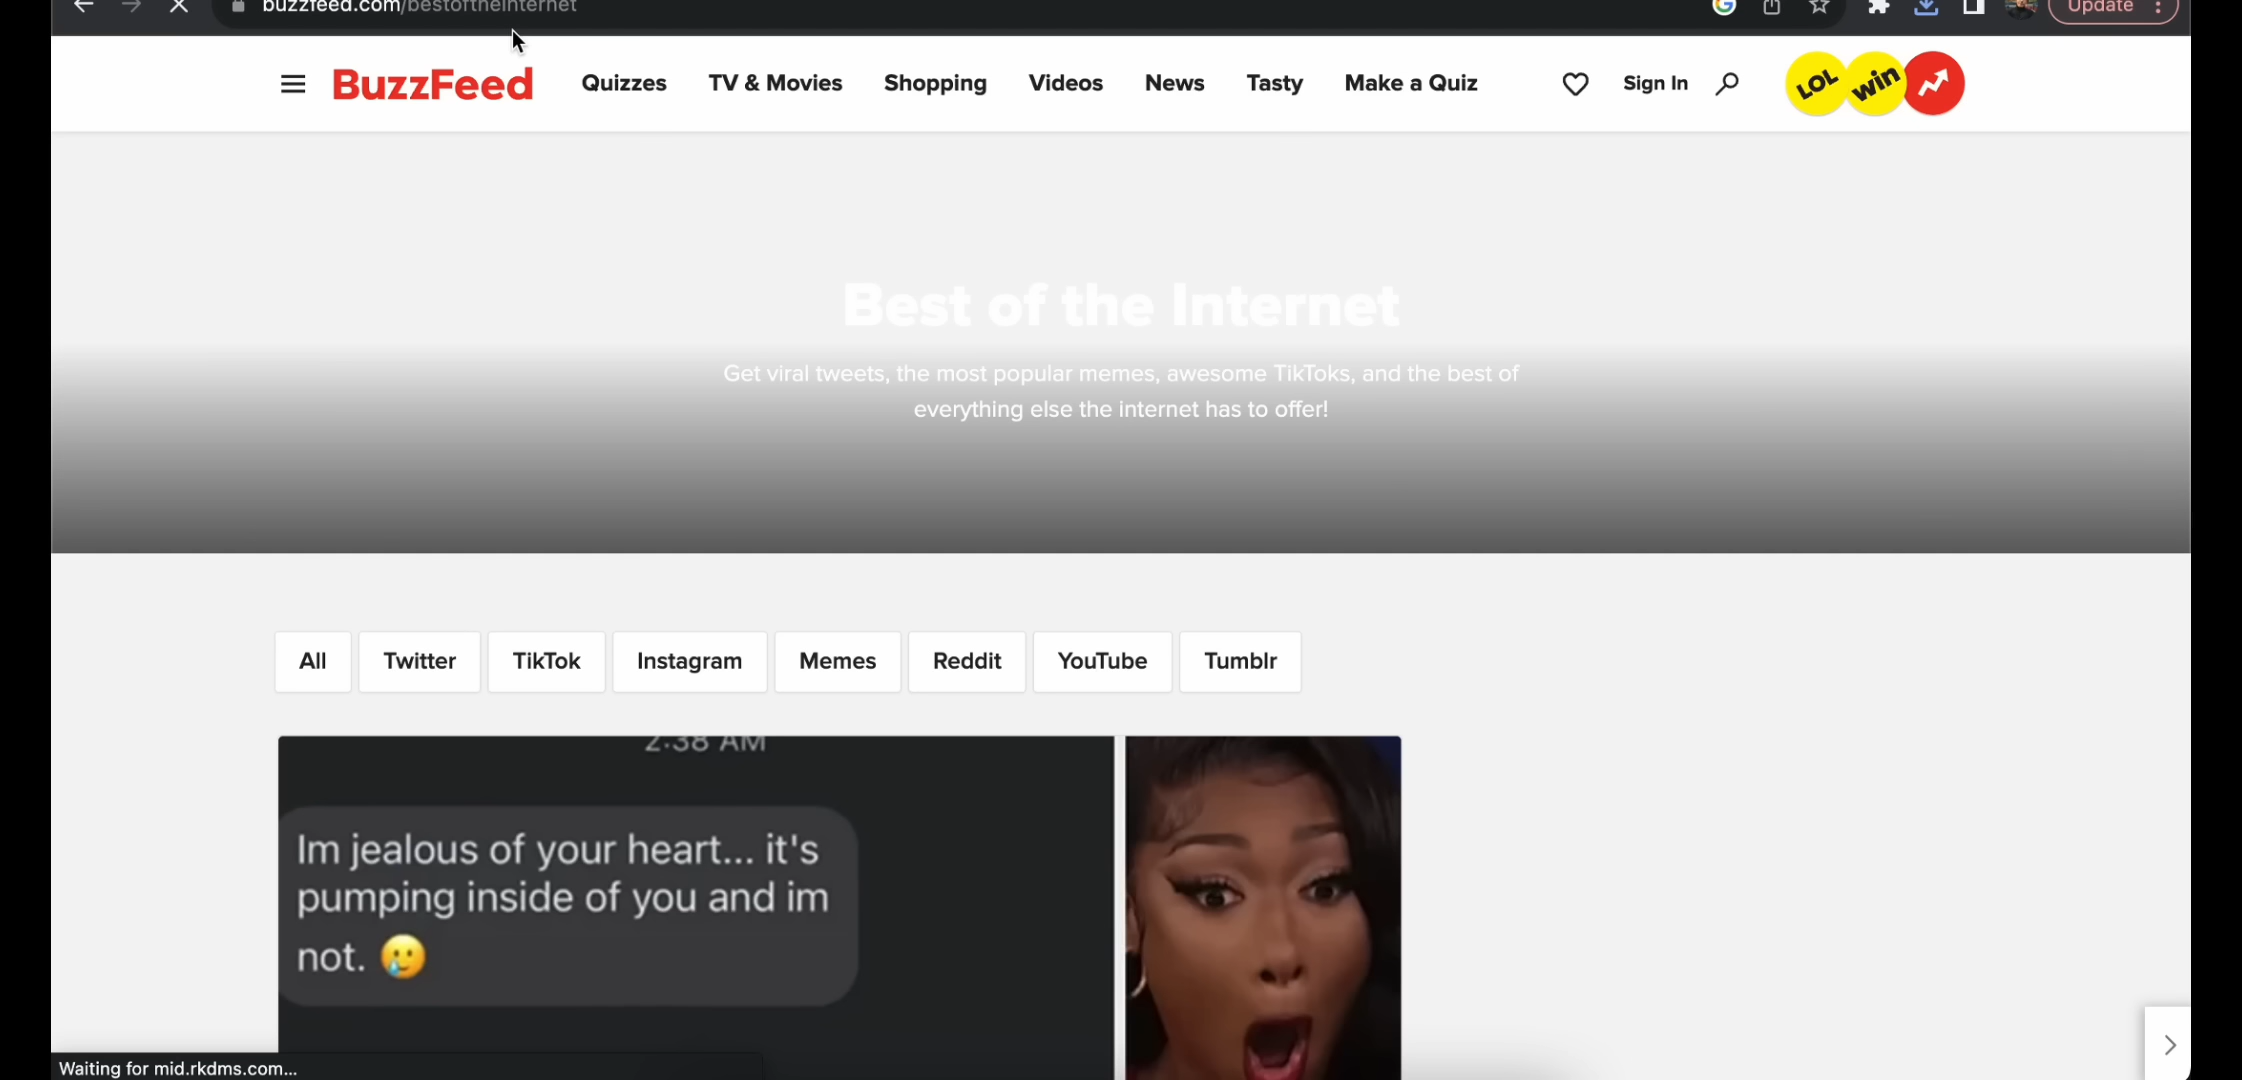 buzzfeed.com/bestoftheinternet
Update
BuzzFeed Quizzes TV & Movies Shopping Videos News Tasty Make a Quiz Sign In LOL win
Best of the Internet
Get viral tweets, the most popular memes, awesome TikToks, and the best of
everything else the internet has to offer!
All Twitter TikTok Instagram Memes Reddit YouTube Tumblr
2:38 AM
Im jealous of your heart... it's
pumping inside of you and im
not. 🥲
Waiting for mid.rkdms.com...